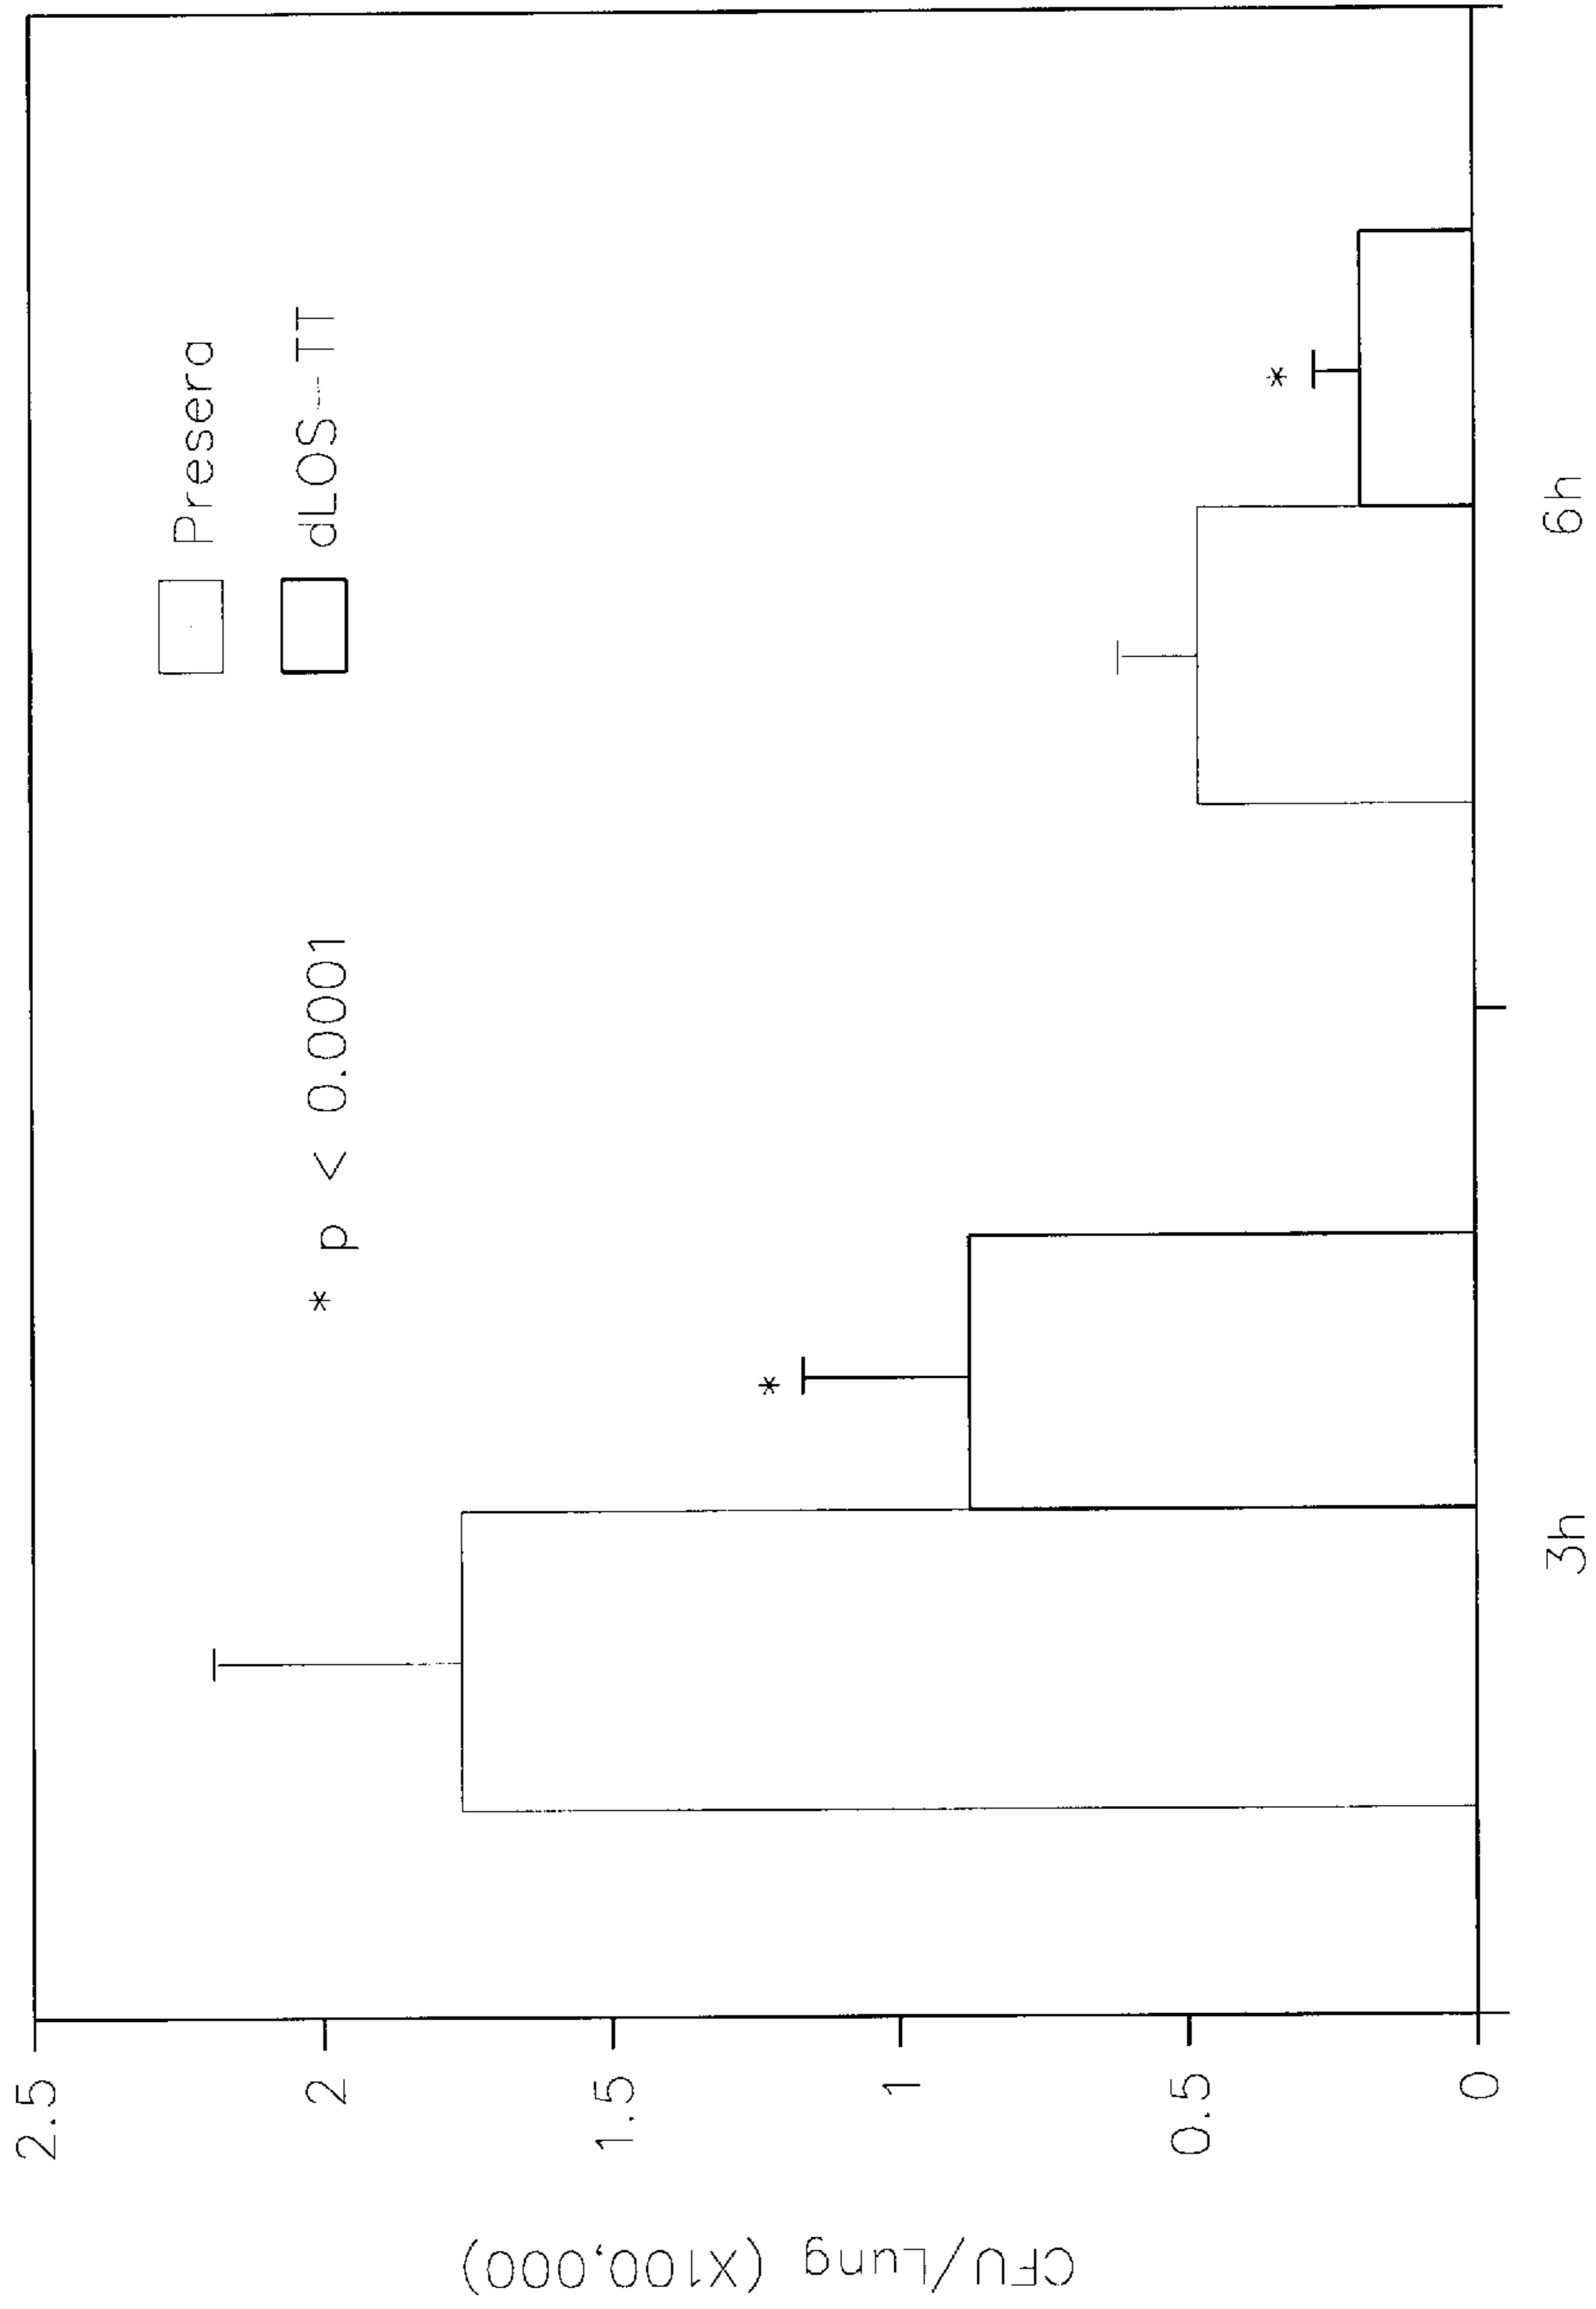 CFU/Lung (X100,000)
2.5
2
1.5
1
0.5
0
Presera
dLOS-TT
* p < 0.0001
*
*
3h
6h